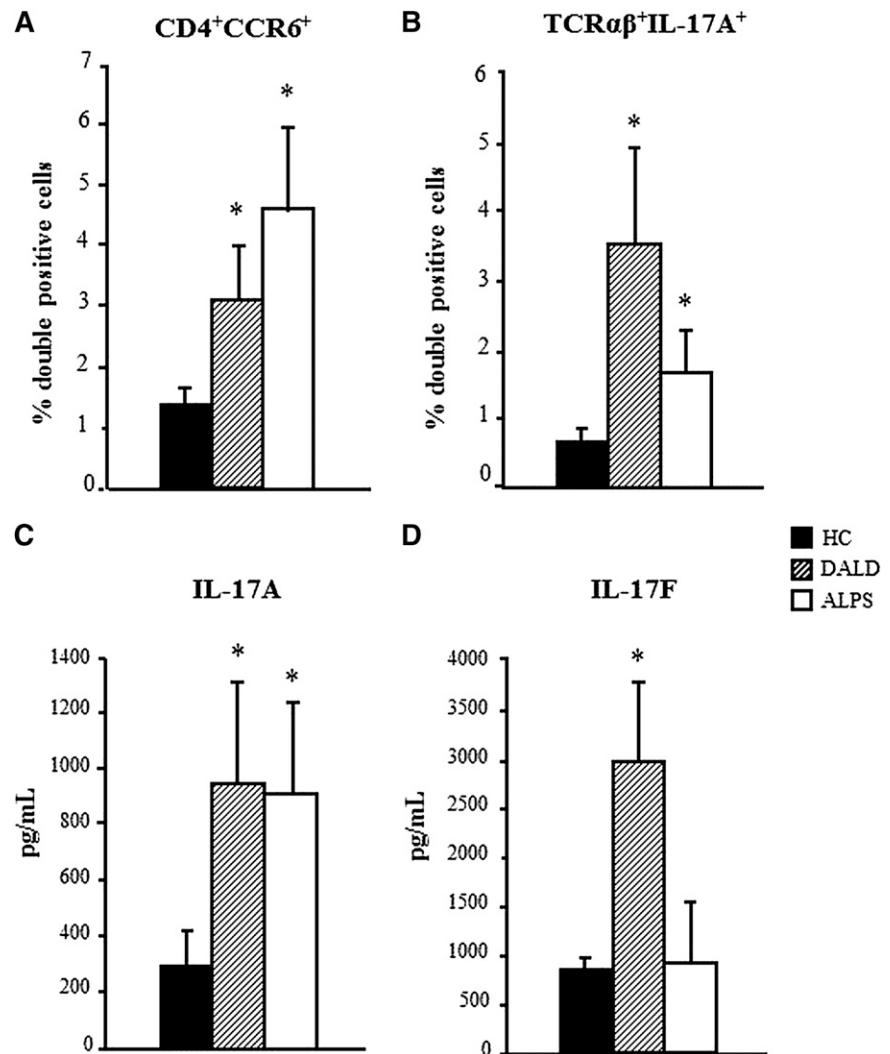 A
CD4⁺CCR6⁺
% double positive cells
7
6
5
4
3
2
1
0
*
*
B
TCRαβ⁺IL-17A⁺
% double positive cells
6
5
4
3
2
1
0
*
*
C
IL-17A
pg/mL
1400
1200
1000
800
600
400
200
0
*
*
D
IL-17F
pg/mL
4000
3500
3000
2500
2000
1500
1000
500
0
*
HC
DALD
ALPS